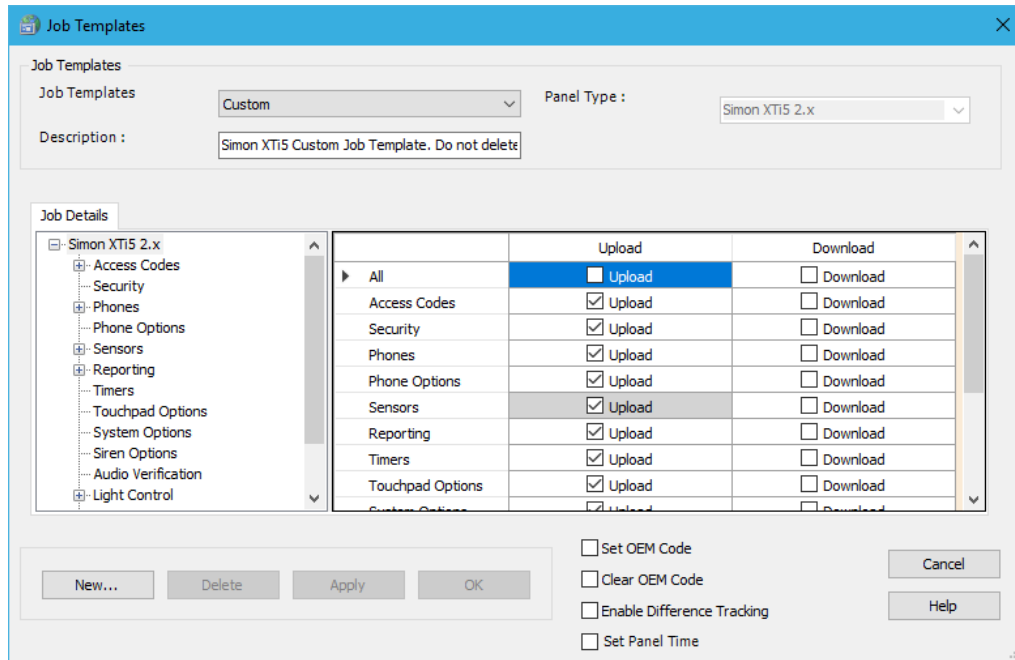 Job Templates
Job Templates
Job Templates
Custom
Panel Type :
Simon XTi5 2.x
Description :
Simon XTi5 Custom Job Template. Do not delete
Job Details
Simon XTi5 2.x
Access Codes
Security
Phones
Phone Options
Sensors
Reporting
Timers
Touchpad Options
System Options
Siren Options
Audio Verification
Light Control
Upload Download
All Upload Download
Access Codes Upload Download
Security Upload Download
Phones Upload Download
Phone Options Upload Download
Sensors Upload Download
Reporting Upload Download
Timers Upload Download
Touchpad Options Upload Download
System Options Upload Download
New... Delete Apply OK
Set OEM Code
Clear OEM Code
Enable Difference Tracking
Set Panel Time
Cancel
Help